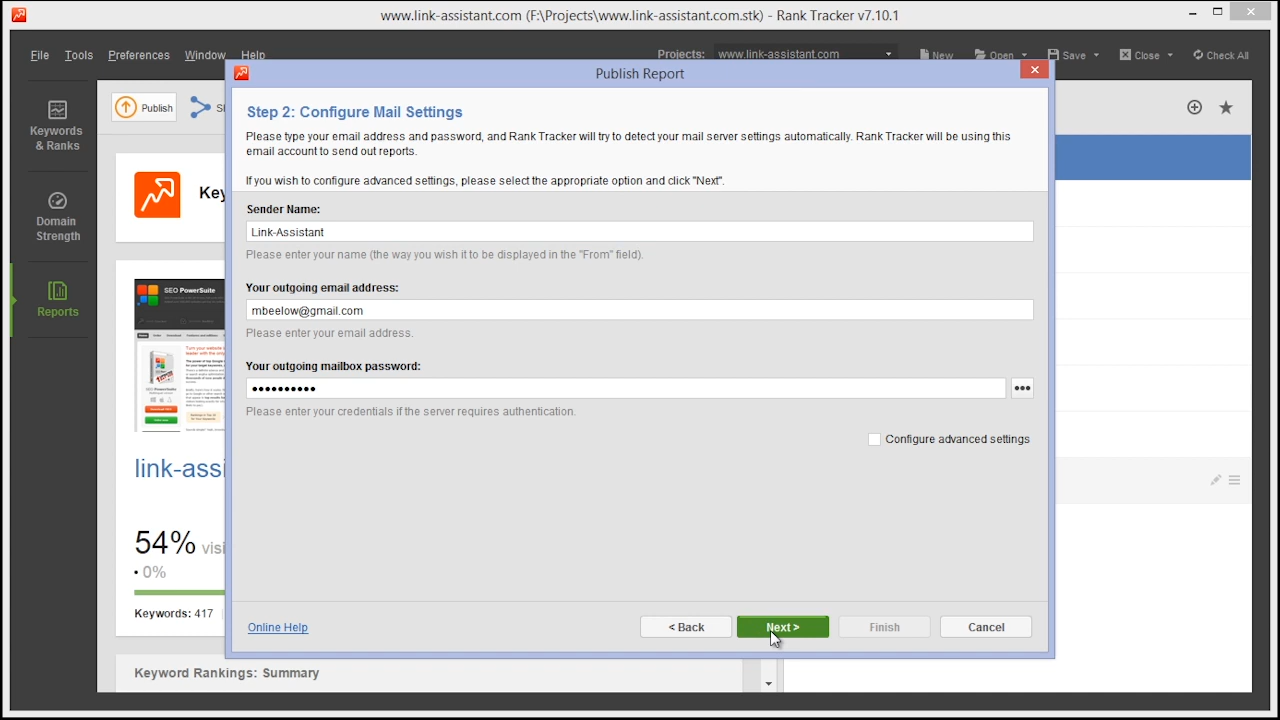 www.link-assistant.com (F:\Projects\www.link-assistant.com.stk) - Rank Tracker v7.10.1
File Tools Preferences Window Help
Projects: www.link-assistant.com New Open Save Close Check All
Publish Report
Keywords
& Ranks
Domain
Strength
Reports
Publish
Key
SEO PowerSuite
link-assi
54% visi
0%
Keywords: 417
Keyword Rankings: Summary
Step 2: Configure Mail Settings
Please type your email address and password, and Rank Tracker will try to detect your mail server settings automatically. Rank Tracker will be using this
email account to send out reports.
If you wish to configure advanced settings, please select the appropriate option and click "Next".
Sender Name:
Link-Assistant
Please enter your name (the way you wish it to be displayed in the "From" field).
Your outgoing email address:
mbeelow@gmail.com
Please enter your email address.
Your outgoing mailbox password:
Please enter your credentials if the server requires authentication.
Configure advanced settings
Online Help
< Back
Next >
Finish
Cancel